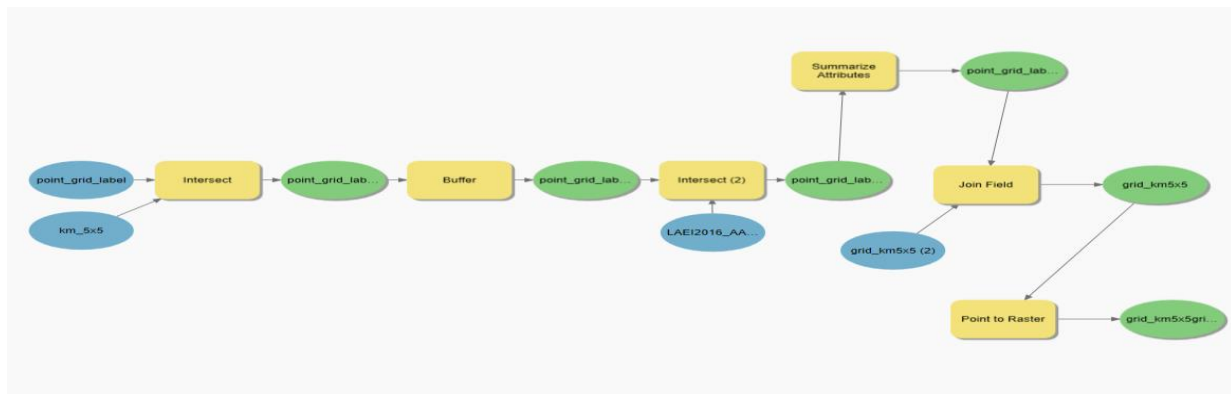 Summarize
Attributes
point_grid_lab...
point_grid_label
Intersect
point_grid_lab...
Buffer
point_grid_lab...
Intersect (2)
point_grid_lab...
Join Field
grid_km5x5
km_5x5
LAEI2016_AA...
grid_km5x5 (2)
Point to Raster
grid_km5x5gri...